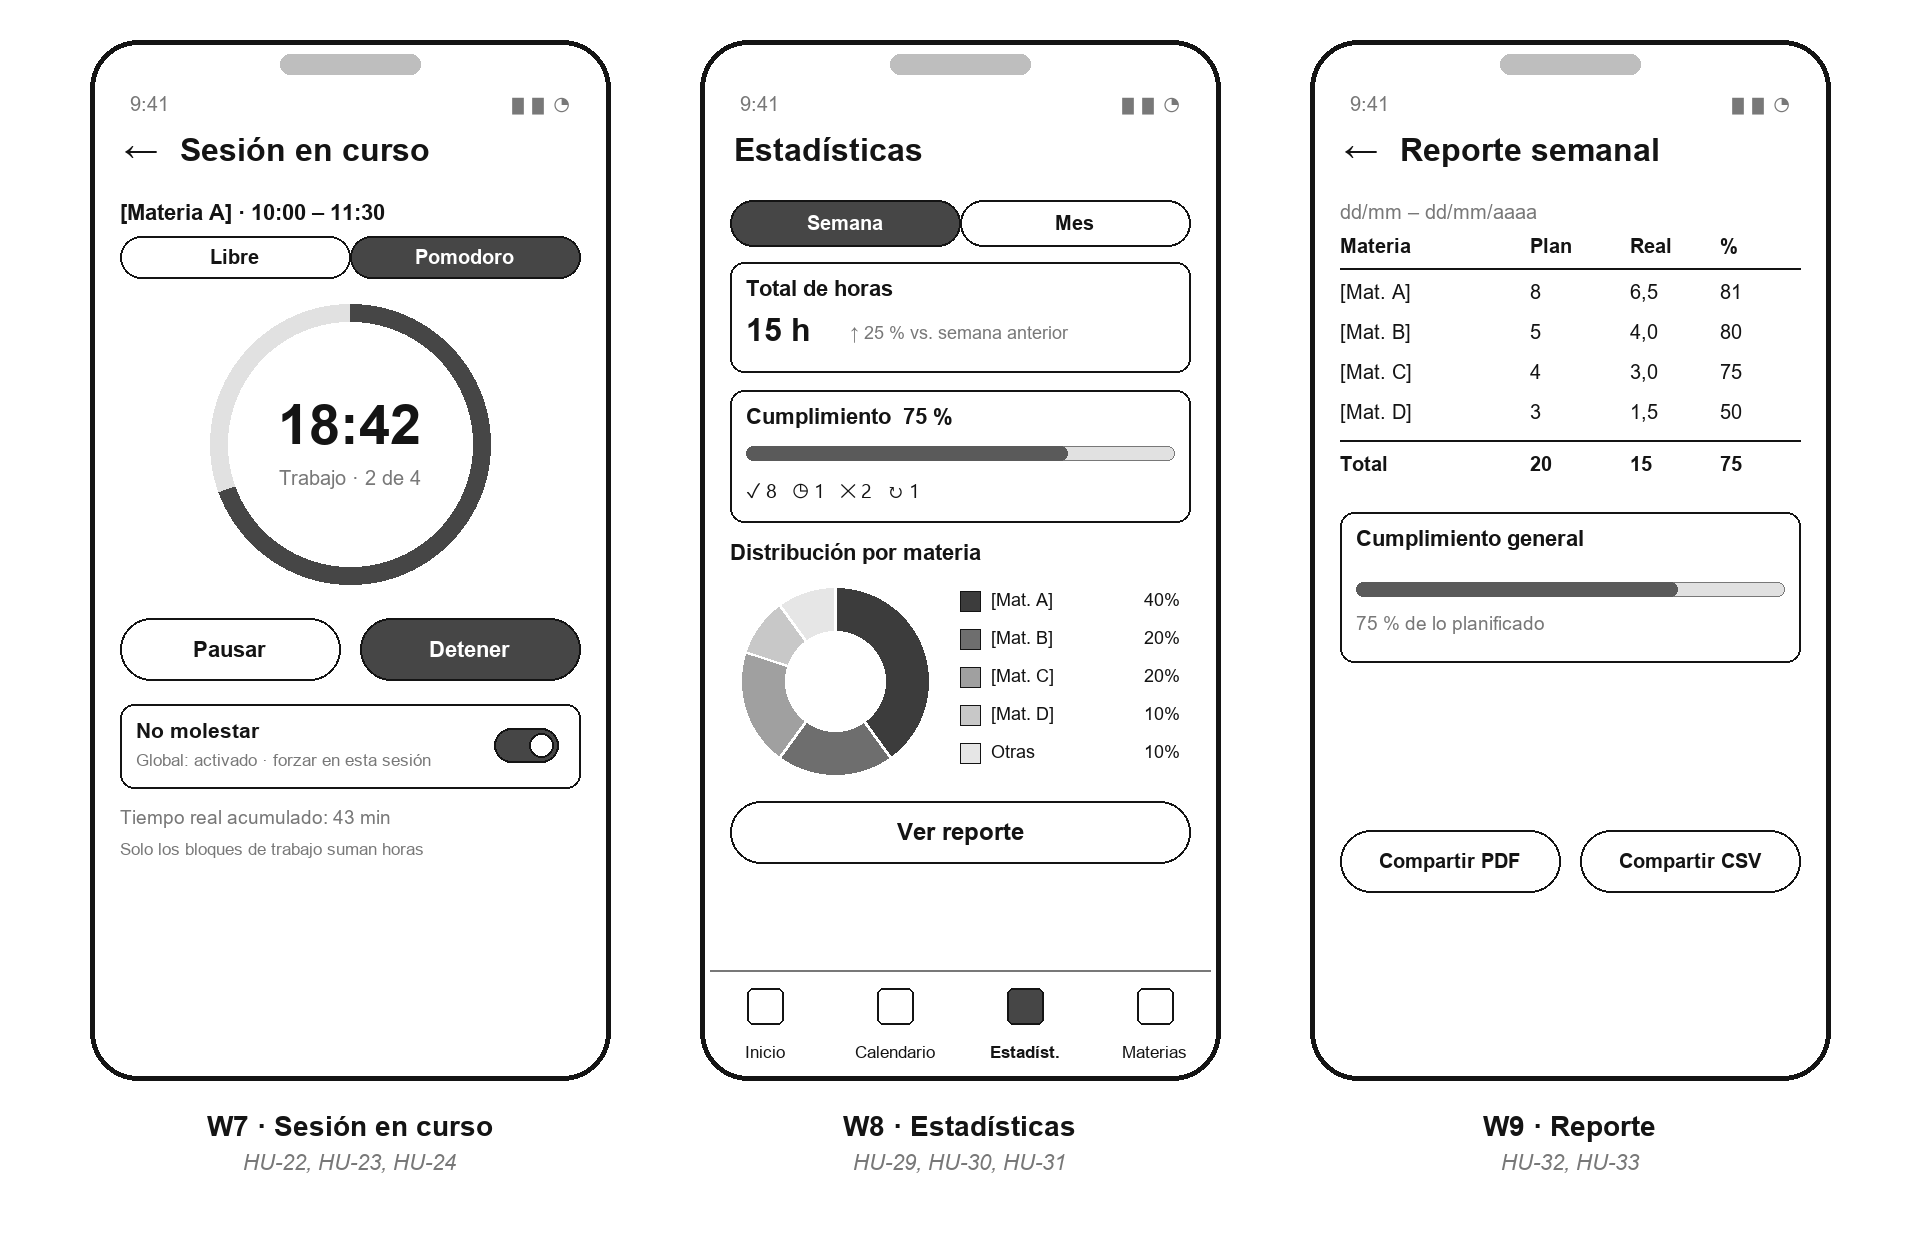 9:41
← Sesión en curso
[Materia A] · 10:00 – 11:30
Libre Pomodoro
18:42
Trabajo · 2 de 4
Pausar Detener
No molestar
Global: activado · forzar en esta sesión
Tiempo real acumulado: 43 min
Solo los bloques de trabajo suman horas
W7 · Sesión en curso
HU-22, HU-23, HU-24
9:41
Estadísticas
Semana Mes
Total de horas
15 h ↑ 25 % vs. semana anterior
Cumplimiento 75 %
✓ 8 ◷ 1 ✕ 2 ↻ 1
Distribución por materia
[Mat. A] 40%
[Mat. B] 20%
[Mat. C] 20%
[Mat. D] 10%
Otras 10%
Ver reporte
Inicio Calendario Estadíst. Materias
W8 · Estadísticas
HU-29, HU-30, HU-31
9:41
← Reporte semanal
dd/mm – dd/mm/aaaa
Materia Plan Real %
[Mat. A] 8 6,5 81
[Mat. B] 5 4,0 80
[Mat. C] 4 3,0 75
[Mat. D] 3 1,5 50
Total 20 15 75
Cumplimiento general
75 % de lo planificado
Compartir PDF Compartir CSV
W9 · Reporte
HU-32, HU-33